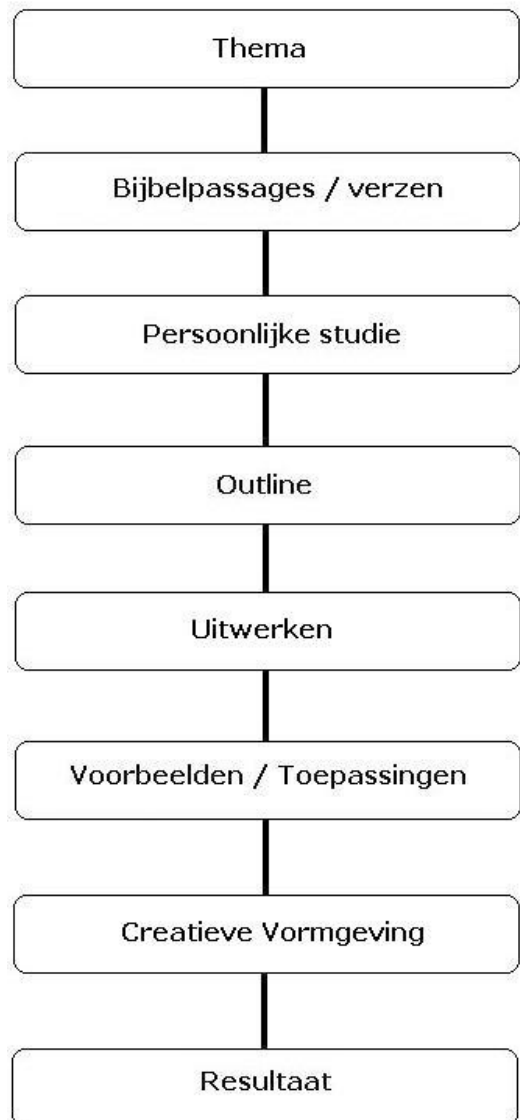 Thema
Bijbelpassages / verzen
Persoonlijke studie
Outline
Uitwerken
Voorbeelden / Toepassingen
Creatieve Vormgeving
Resultaat